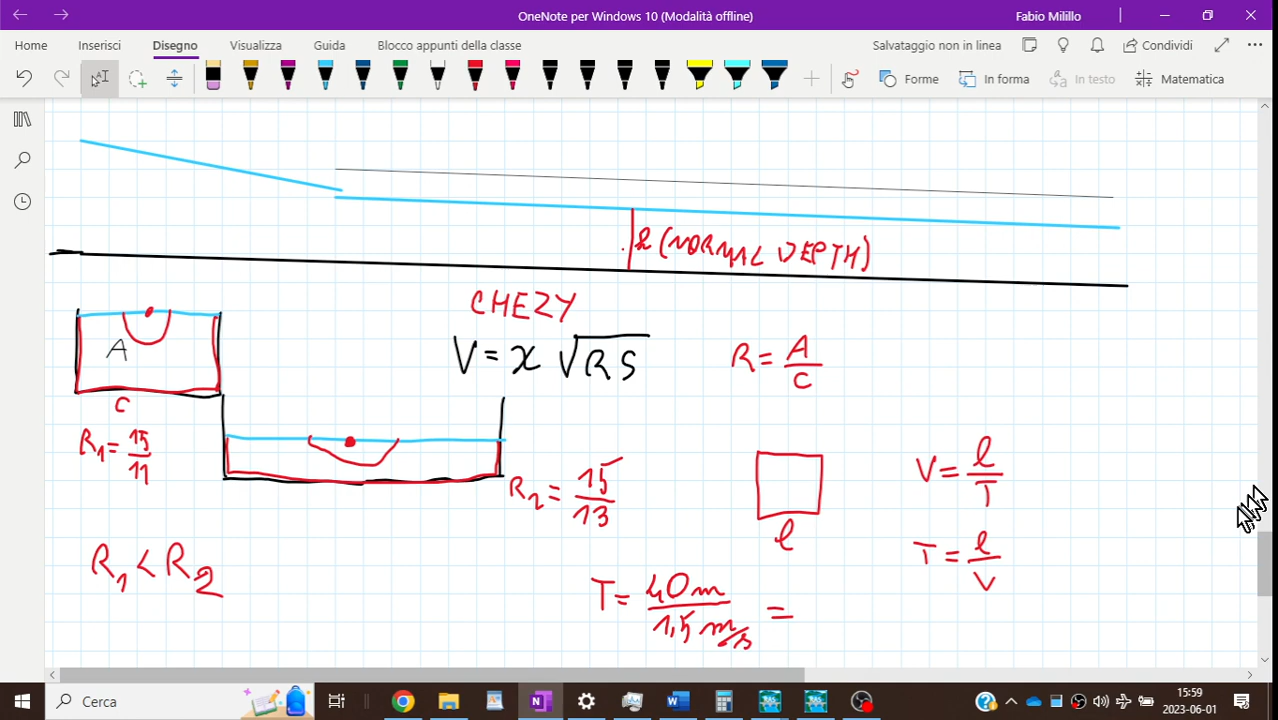 OneNote per Windows 10 (Modalità offline)
Fabio Milillo
Home Inserisci Disegno Visualizza Guida Blocco appunti della classe
Salvataggio non in linea Condividi
Forme In forma In testo Matematica
h (NORMAL DEPTH)
CHEZY
A
V = χ √RS
R = A/C
C
R₁ = 15/11
R₂ = 15/13
l
V = l/T
T = l/V
R₁ < R₂
T = 40m/1,5 m/s =
Cerca
15:59
2023-06-01